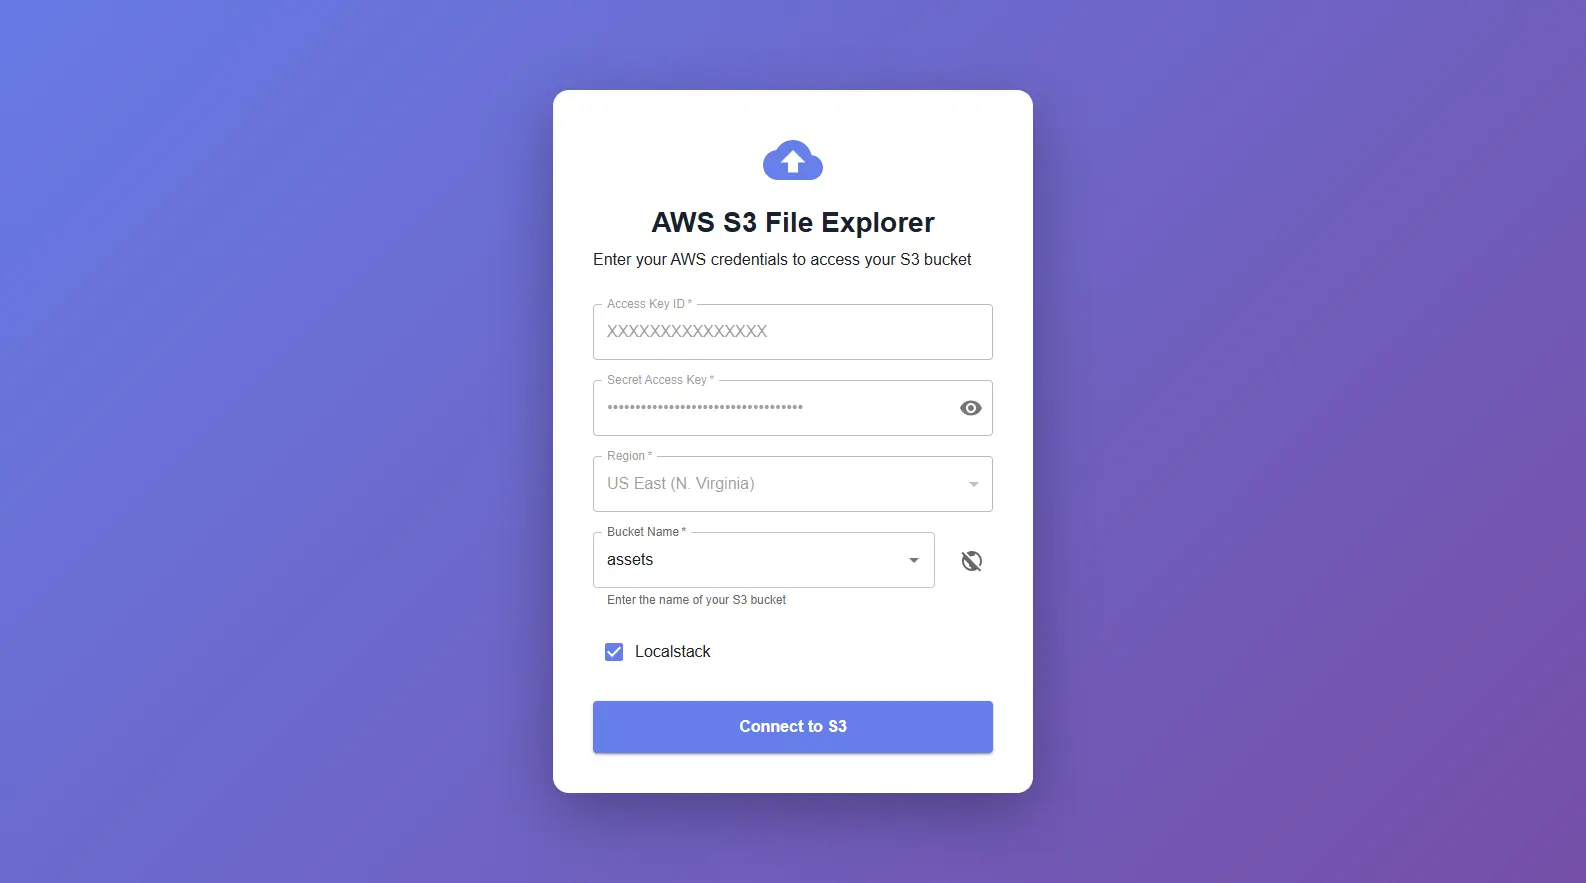 AWS S3 File Explorer
Enter your AWS credentials to access your S3 bucket
Access Key ID *
XXXXXXXXXXXXXXX
Secret Access Key *
•••••••••••••••••••••••••••••••••••
Region *
US East (N. Virginia)
Bucket Name *
assets
Enter the name of your S3 bucket
Localstack
Connect to S3